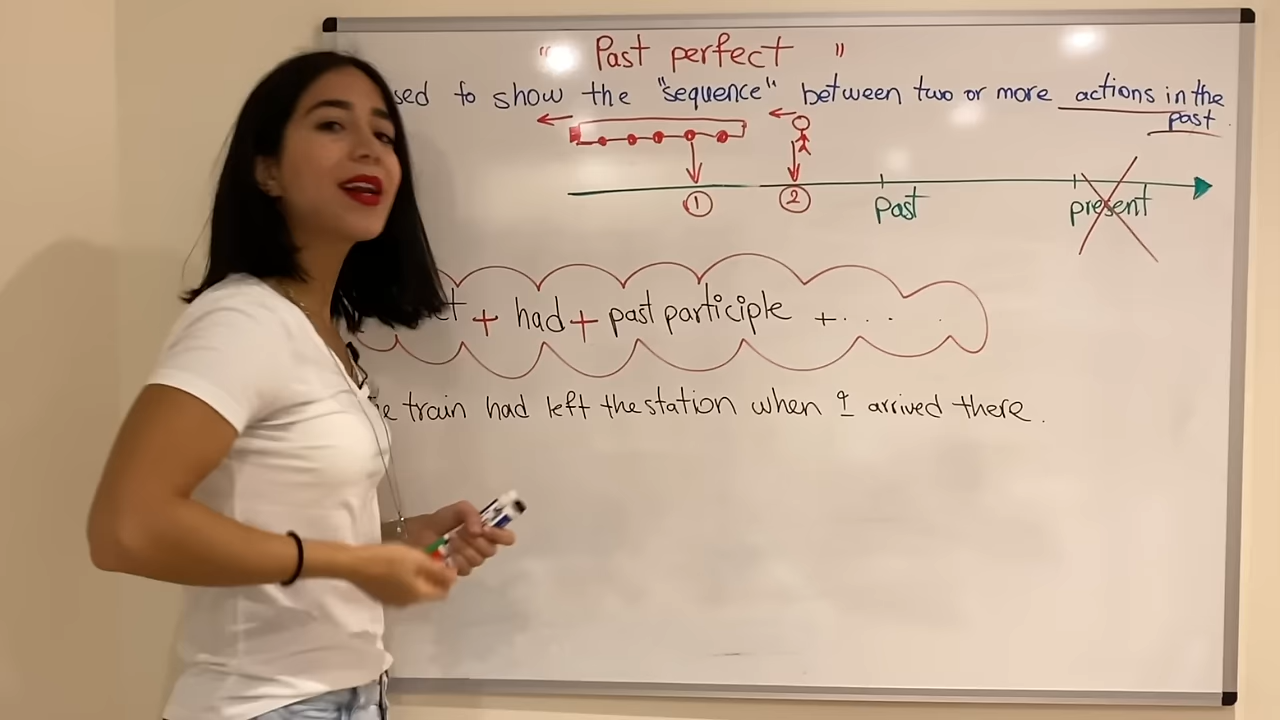 " Past perfect "
sed to show the "sequence" between two or more actions in the
past.
1 2 Past present
+ had + past participle + . . . .
train had left the station when I arrived there.